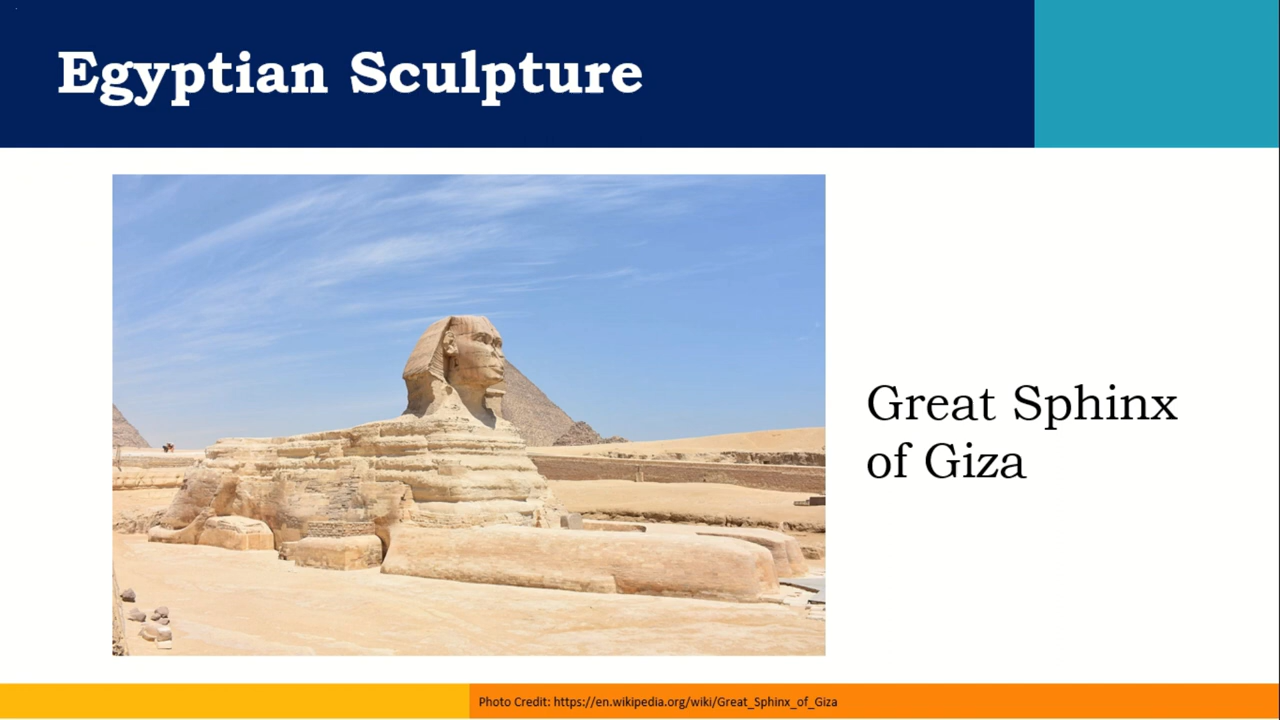 Egyptian Sculpture
Great Sphinx
of Giza
Photo Credit: https://en.wikipedia.org/wiki/Great_Sphinx_of_Giza